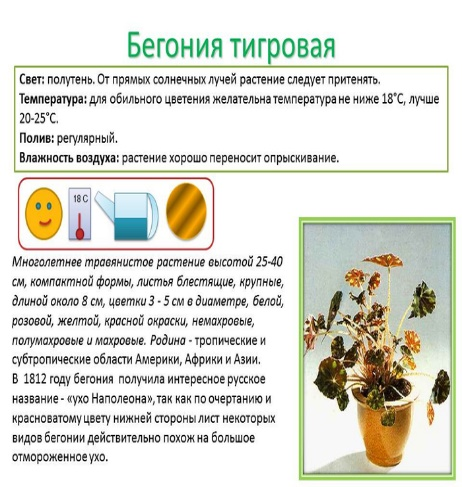 Бегония тигровая
Свет: полутень. От прямых солнечных лучей растение следует притенять.
Температура: для обильного цветения желательна температура не ниже 18°С, лучше
20-25°С.
Полив: регулярный.
Влажность воздуха: растение хорошо переносит опрыскивание.
18 С
Многолетнее травянистое растение высотой 25-40
см, компактной формы, листья блестящие, крупные,
длиной около 8 см, цветки 3 - 5 см в диаметре, белой,
розовой, желтой, красной окраски, немахровые,
полумахровые и махровые. Родина - тропические и
субтропические области Америки, Африки и Азии.
В 1812 году бегония получила интересное русское
название - «ухо Наполеона», так как по очертанию и
красноватому цвету нижней стороны лист некоторых
видов бегонии действительно похож на большое
отмороженное ухо.